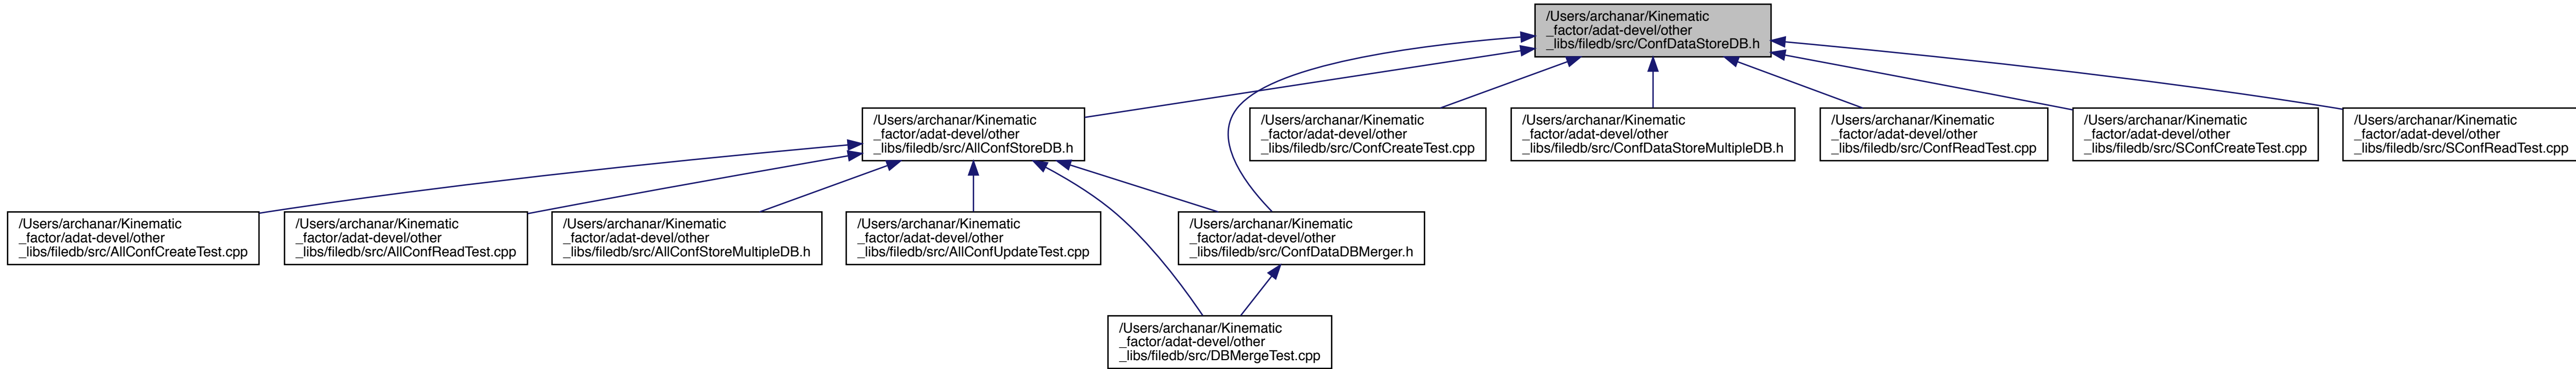 /Users/archanar/Kinematic
_factor/adat-devel/other
_libs/filedb/src/ConfDataStoreDB.h
/Users/archanar/Kinematic
_factor/adat-devel/other
_libs/filedb/src/AllConfStoreDB.h
/Users/archanar/Kinematic
_factor/adat-devel/other
_libs/filedb/src/ConfCreateTest.cpp
/Users/archanar/Kinematic
_factor/adat-devel/other
_libs/filedb/src/ConfDataStoreMultipleDB.h
/Users/archanar/Kinematic
_factor/adat-devel/other
_libs/filedb/src/ConfReadTest.cpp
/Users/archanar/Kinematic
_factor/adat-devel/other
_libs/filedb/src/SConfCreateTest.cpp
/Users/archanar/Kinematic
_factor/adat-devel/other
_libs/filedb/src/SConfReadTest.cpp
/Users/archanar/Kinematic
_factor/adat-devel/other
_libs/filedb/src/AllConfCreateTest.cpp
/Users/archanar/Kinematic
_factor/adat-devel/other
_libs/filedb/src/AllConfReadTest.cpp
/Users/archanar/Kinematic
_factor/adat-devel/other
_libs/filedb/src/AllConfStoreMultipleDB.h
/Users/archanar/Kinematic
_factor/adat-devel/other
_libs/filedb/src/AllConfUpdateTest.cpp
/Users/archanar/Kinematic
_factor/adat-devel/other
_libs/filedb/src/ConfDataDBMerger.h
/Users/archanar/Kinematic
_factor/adat-devel/other
_libs/filedb/src/DBMergeTest.cpp